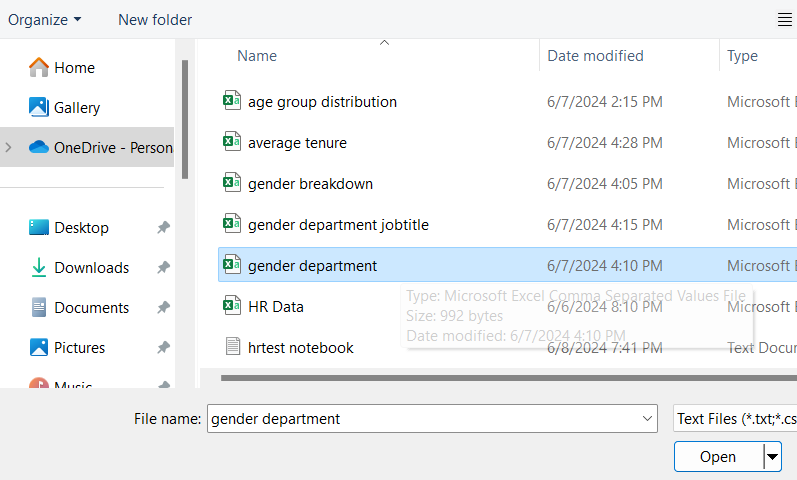 Organize New folder
Name Date modified Type
Home
Gallery
OneDrive - Person
Desktop
Downloads
Documents
Pictures
Music
age group distribution 6/7/2024 2:15 PM Microsoft E
average tenure 6/7/2024 4:28 PM Microsoft E
gender breakdown 6/7/2024 4:05 PM Microsoft E
gender department jobtitle 6/7/2024 4:15 PM Microsoft E
gender department 6/7/2024 4:10 PM Microsoft E
HR Data 6/6/2024 8:10 PM Microsoft E
hrtest notebook 6/8/2024 7:41 PM Text Docu
Type: Microsoft Excel Comma Separated Values File
Size: 992 bytes
Date modified: 6/7/2024 4:10 PM
File name: gender department Text Files (*.txt;*.cs
Open